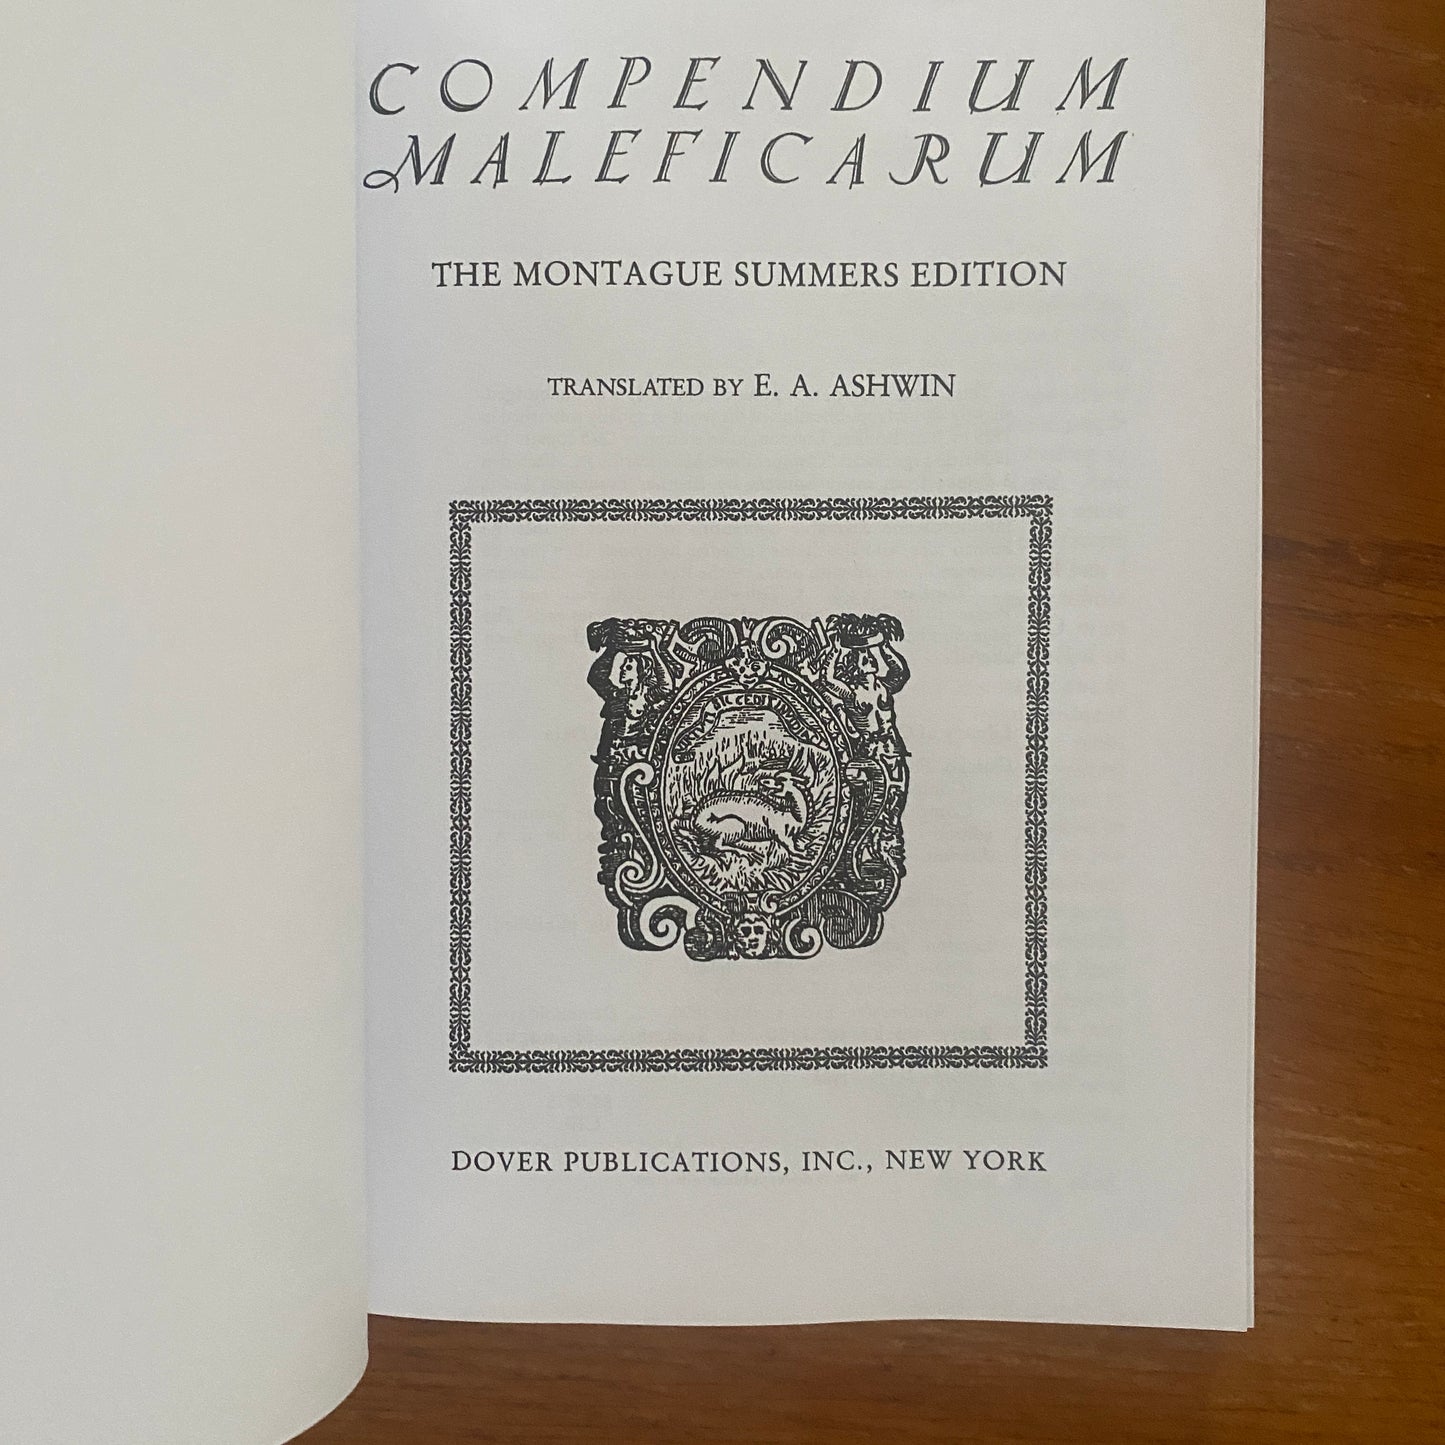 COMPENDIUM
MALEFICARUM
THE MONTAGUE SUMMERS EDITION
TRANSLATED BY E. A. ASHWIN
DOVER PUBLICATIONS, INC., NEW YORK